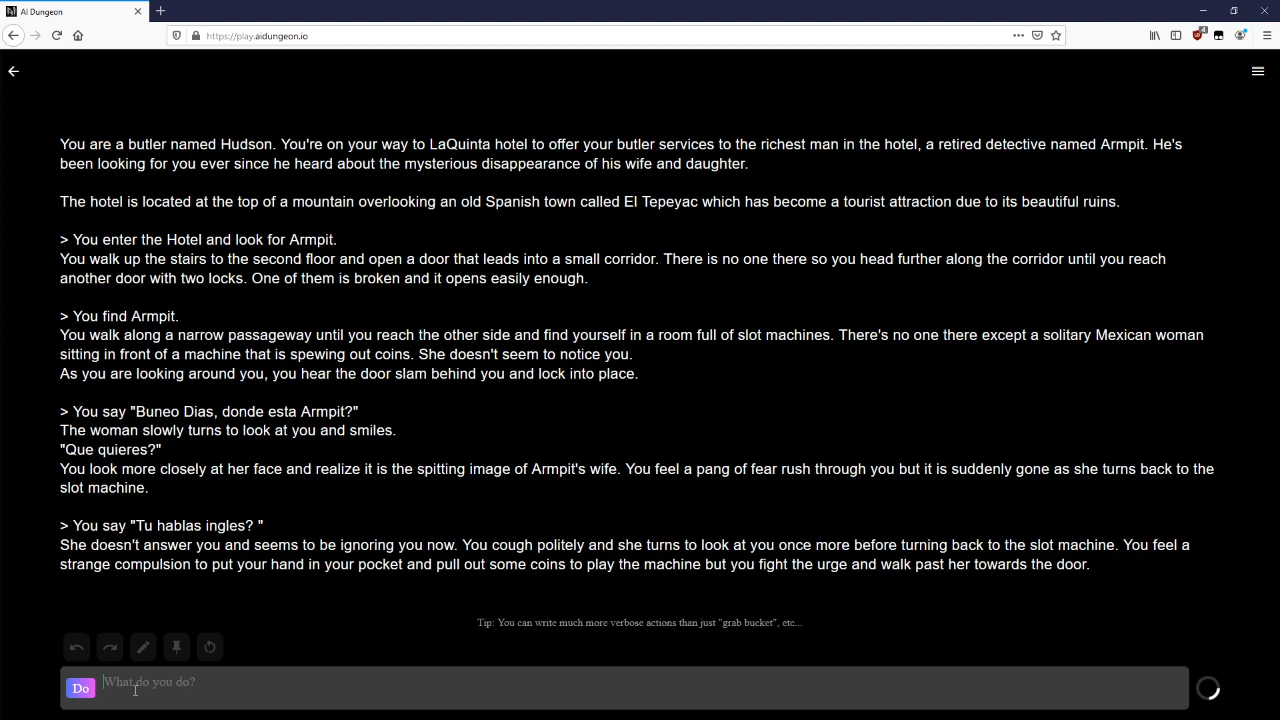 AI Dungeon
https://play.aidungeon.io
You are a butler named Hudson. You're on your way to LaQuinta hotel to offer your butler services to the richest man in the hotel, a retired detective named Armpit. He's
been looking for you ever since he heard about the mysterious disappearance of his wife and daughter.
The hotel is located at the top of a mountain overlooking an old Spanish town called El Tepeyac which has become a tourist attraction due to its beautiful ruins.
> You enter the Hotel and look for Armpit.
You walk up the stairs to the second floor and open a door that leads into a small corridor. There is no one there so you head further along the corridor until you reach
another door with two locks. One of them is broken and it opens easily enough.
> You find Armpit.
You walk along a narrow passageway until you reach the other side and find yourself in a room full of slot machines. There's no one there except a solitary Mexican woman
sitting in front of a machine that is spewing out coins. She doesn't seem to notice you.
As you are looking around you, you hear the door slam behind you and lock into place.
> You say "Buneo Dias, donde esta Armpit?"
The woman slowly turns to look at you and smiles.
"Que quieres?"
You look more closely at her face and realize it is the spitting image of Armpit's wife. You feel a pang of fear rush through you but it is suddenly gone as she turns back to the
slot machine.
> You say "Tu hablas ingles? "
She doesn't answer you and seems to be ignoring you now. You cough politely and she turns to look at you once more before turning back to the slot machine. You feel a
strange compulsion to put your hand in your pocket and pull out some coins to play the machine but you fight the urge and walk past her towards the door.
Tip: You can write much more verbose actions than just "grab bucket", etc...
Do What do you do?